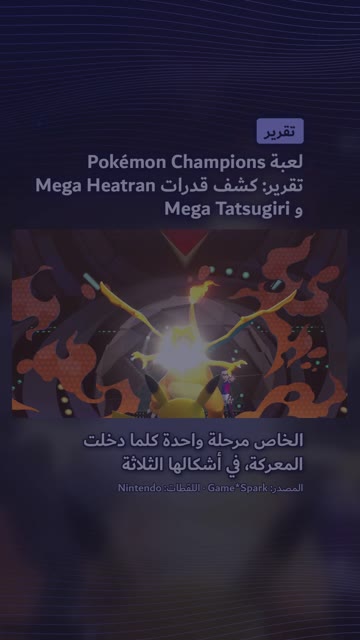 تقرير
لعبة Pokémon Champions
تقرير: كشف قدرات Mega Heatran
و Mega Tatsugiri
الخاص مرحلة واحدة كلما دخلت
المعركة، في أشكالها الثلاثة
المصدر: Game*Spark · اللقطات: Nintendo